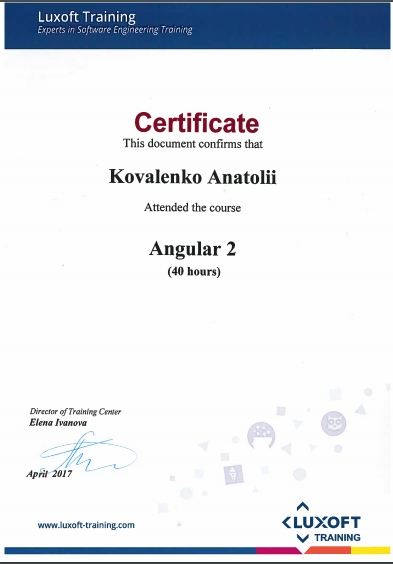 Luxoft Training
Experts in Software Engineering Training
Certificate
This document confirms that
Kovalenko Anatolii
Attended the course
Angular 2
(40 hours)
Director of Training Center
Elena Ivanova
April 2017
www.luxoft-training.com
LUXOFT
TRAINING